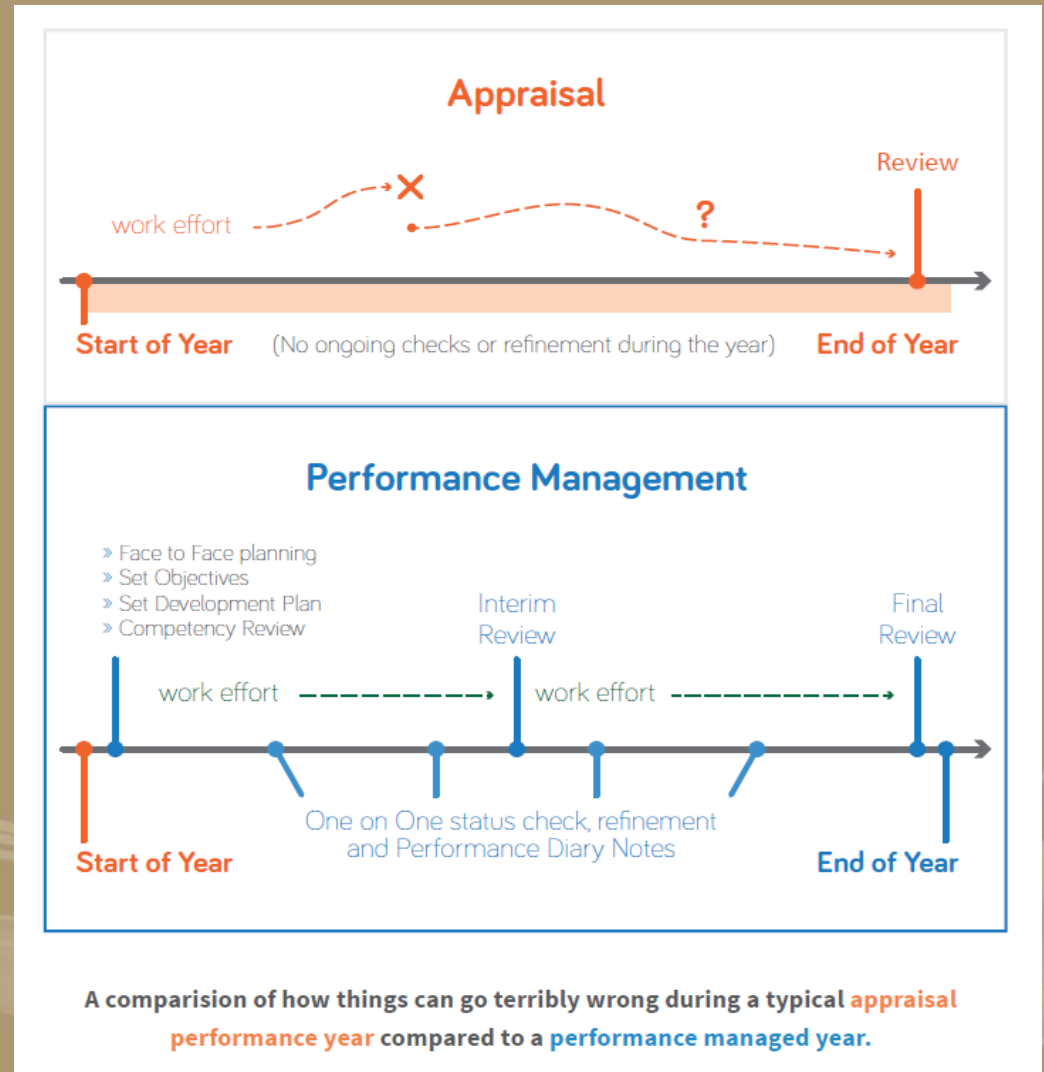 Appraisal
Review
work effort
?
Start of Year
(No ongoing checks or refinement during the year)
End of Year
Performance Management
» Face to Face planning
» Set Objectives
» Set Development Plan
» Competency Review
Interim
Review
Final
Review
work effort
work effort
One on One status check, refinement
and Performance Diary Notes
Start of Year
End of Year
A comparision of how things can go terribly wrong during a typical appraisal
performance year compared to a performance managed year.